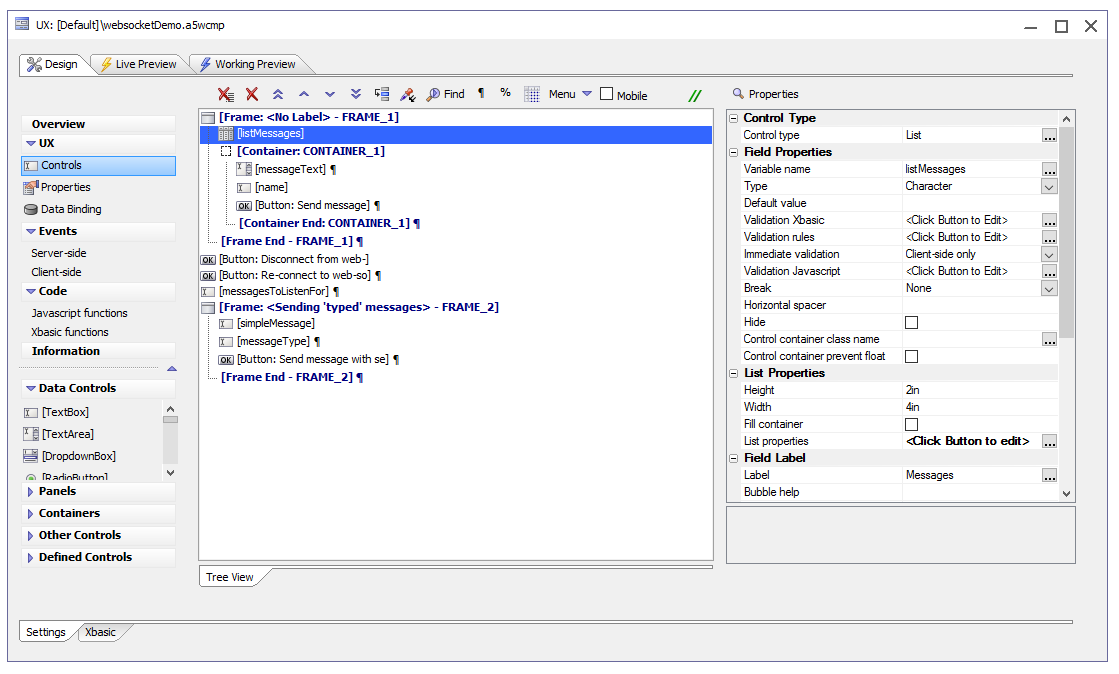 UX: [Default]\websocketDemo.a5wcmp
Design
Live Preview
Working Preview
Find
¶
%
Menu
Mobile
Properties
Overview
UX
Controls
Properties
Data Binding
Events
Server-side
Client-side
Code
Javascript functions
Xbasic functions
Information
Data Controls
[TextBox]
[TextArea]
[DropdownBox]
[RadioButton]
Panels
Containers
Other Controls
Defined Controls
[Frame: <No Label> - FRAME_1]
[listMessages]
[Container: CONTAINER_1]
[messageText] ¶
[name]
OK [Button: Send message] ¶
[Container End: CONTAINER_1] ¶
[Frame End - FRAME_1] ¶
OK [Button: Disconnect from web-]
OK [Button: Re-connect to web-so] ¶
[messagesToListenFor] ¶
[Frame: <Sending 'typed' messages> - FRAME_2]
[simpleMessage]
[messageType] ¶
OK [Button: Send message with se] ¶
[Frame End - FRAME_2] ¶
Tree View
Control Type
Control type List ...
Field Properties
Variable name listMessages ...
Type Character
Default value
Validation Xbasic <Click Button to Edit> ...
Validation rules <Click Button to Edit> ...
Immediate validation Client-side only
Validation Javascript <Click Button to Edit> ...
Break None
Horizontal spacer
Hide
Control container class name ...
Control container prevent float
List Properties
Height 2in
Width 4in
Fill container
List properties <Click Button to edit> ...
Field Label
Label Messages ...
Bubble help
Settings
Xbasic